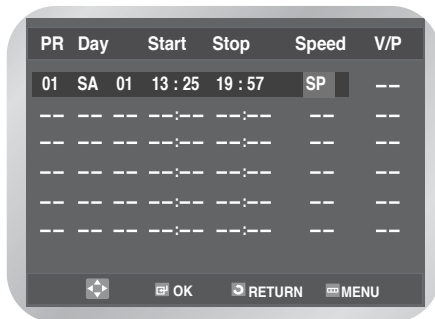 PR Day Start Stop Speed V/P
01 SA 01 13 : 25 19 : 57 SP – –
– – – – – – – –:– – – –:– – – – – –
– – – – – – – –:– – – –:– – – – – –
– – – – – – – –:– – – –:– – – – – –
– – – – – – – –:– – – –:– – – – – –
– – – – – – – –:– – – –:– – – – – –
OK RETURN MENU